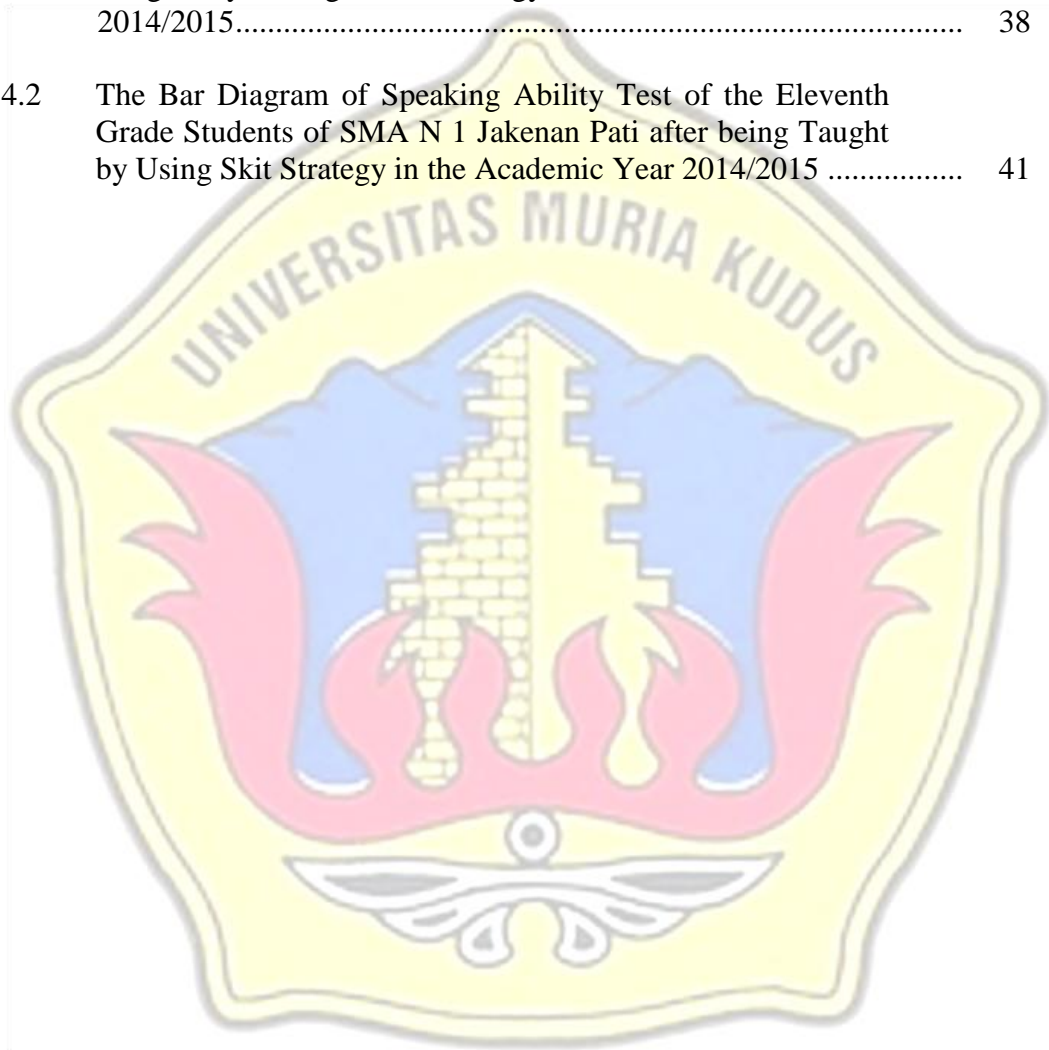 2014/2015............................................................................................. 38
4.2 The Bar Diagram of Speaking Ability Test of the Eleventh
Grade Students of SMA N 1 Jakenan Pati after being Taught
by Using Skit Strategy in the Academic Year 2014/2015 ................ 41
UNIVERSITAS MURIA KUDUS